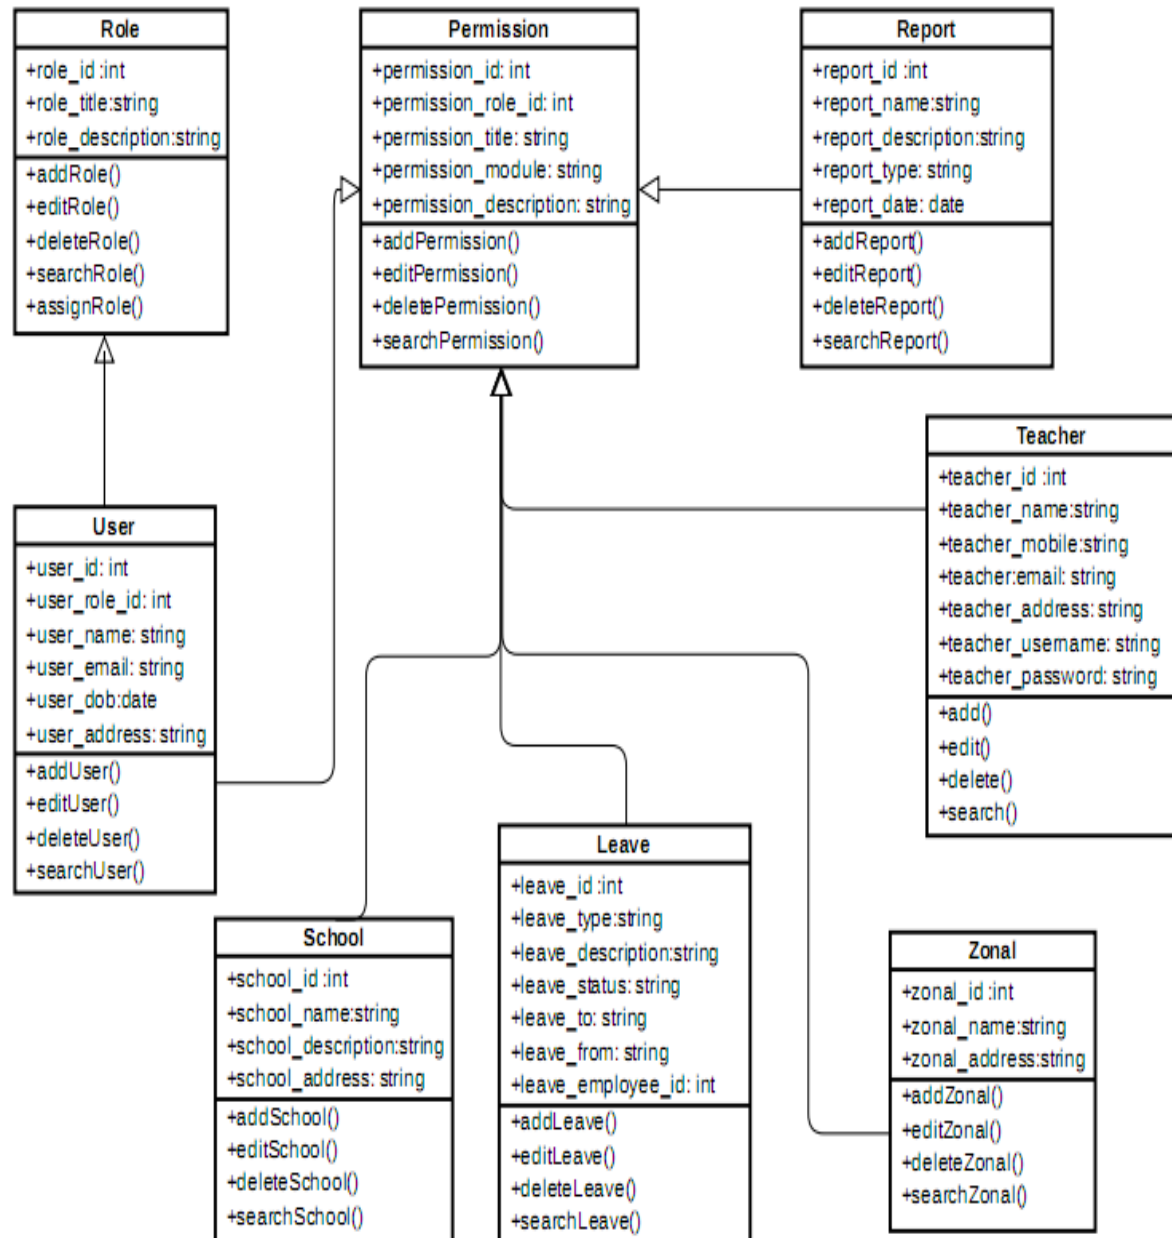 Role
+role_id :int
+role_title:string
+role_description:string
+addRole()
+editRole()
+deleteRole()
+searchRole()
+assignRole()
Permission
+permission_id: int
+permission_role_id: int
+permission_title: string
+permission_module: string
+permission_description: string
+addPermission()
+editPermission()
+deletePermission()
+searchPermission()
Report
+report_id :int
+report_name:string
+report_description:string
+report_type: string
+report_date: date
+addReport()
+editReport()
+deleteReport()
+searchReport()
Teacher
+teacher_id :int
+teacher_name:string
+teacher_mobile:string
+teacher:email: string
+teacher_address: string
+teacher_username: string
+teacher_password: string
+add()
+edit()
+delete()
+search()
User
+user_id: int
+user_role_id: int
+user_name: string
+user_email: string
+user_dob:date
+user_address: string
+addUser()
+editUser()
+deleteUser()
+searchUser()
School
+school_id :int
+school_name:string
+school_description:string
+school_address: string
+addSchool()
+editSchool()
+deleteSchool()
+searchSchool()
Leave
+leave_id :int
+leave_type:string
+leave_description:string
+leave_status: string
+leave_to: string
+leave_from: string
+leave_employee_id: int
+addLeave()
+editLeave()
+deleteLeave()
+searchLeave()
Zonal
+zonal_id :int
+zonal_name:string
+zonal_address:string
+addZonal()
+editZonal()
+deleteZonal()
+searchZonal()